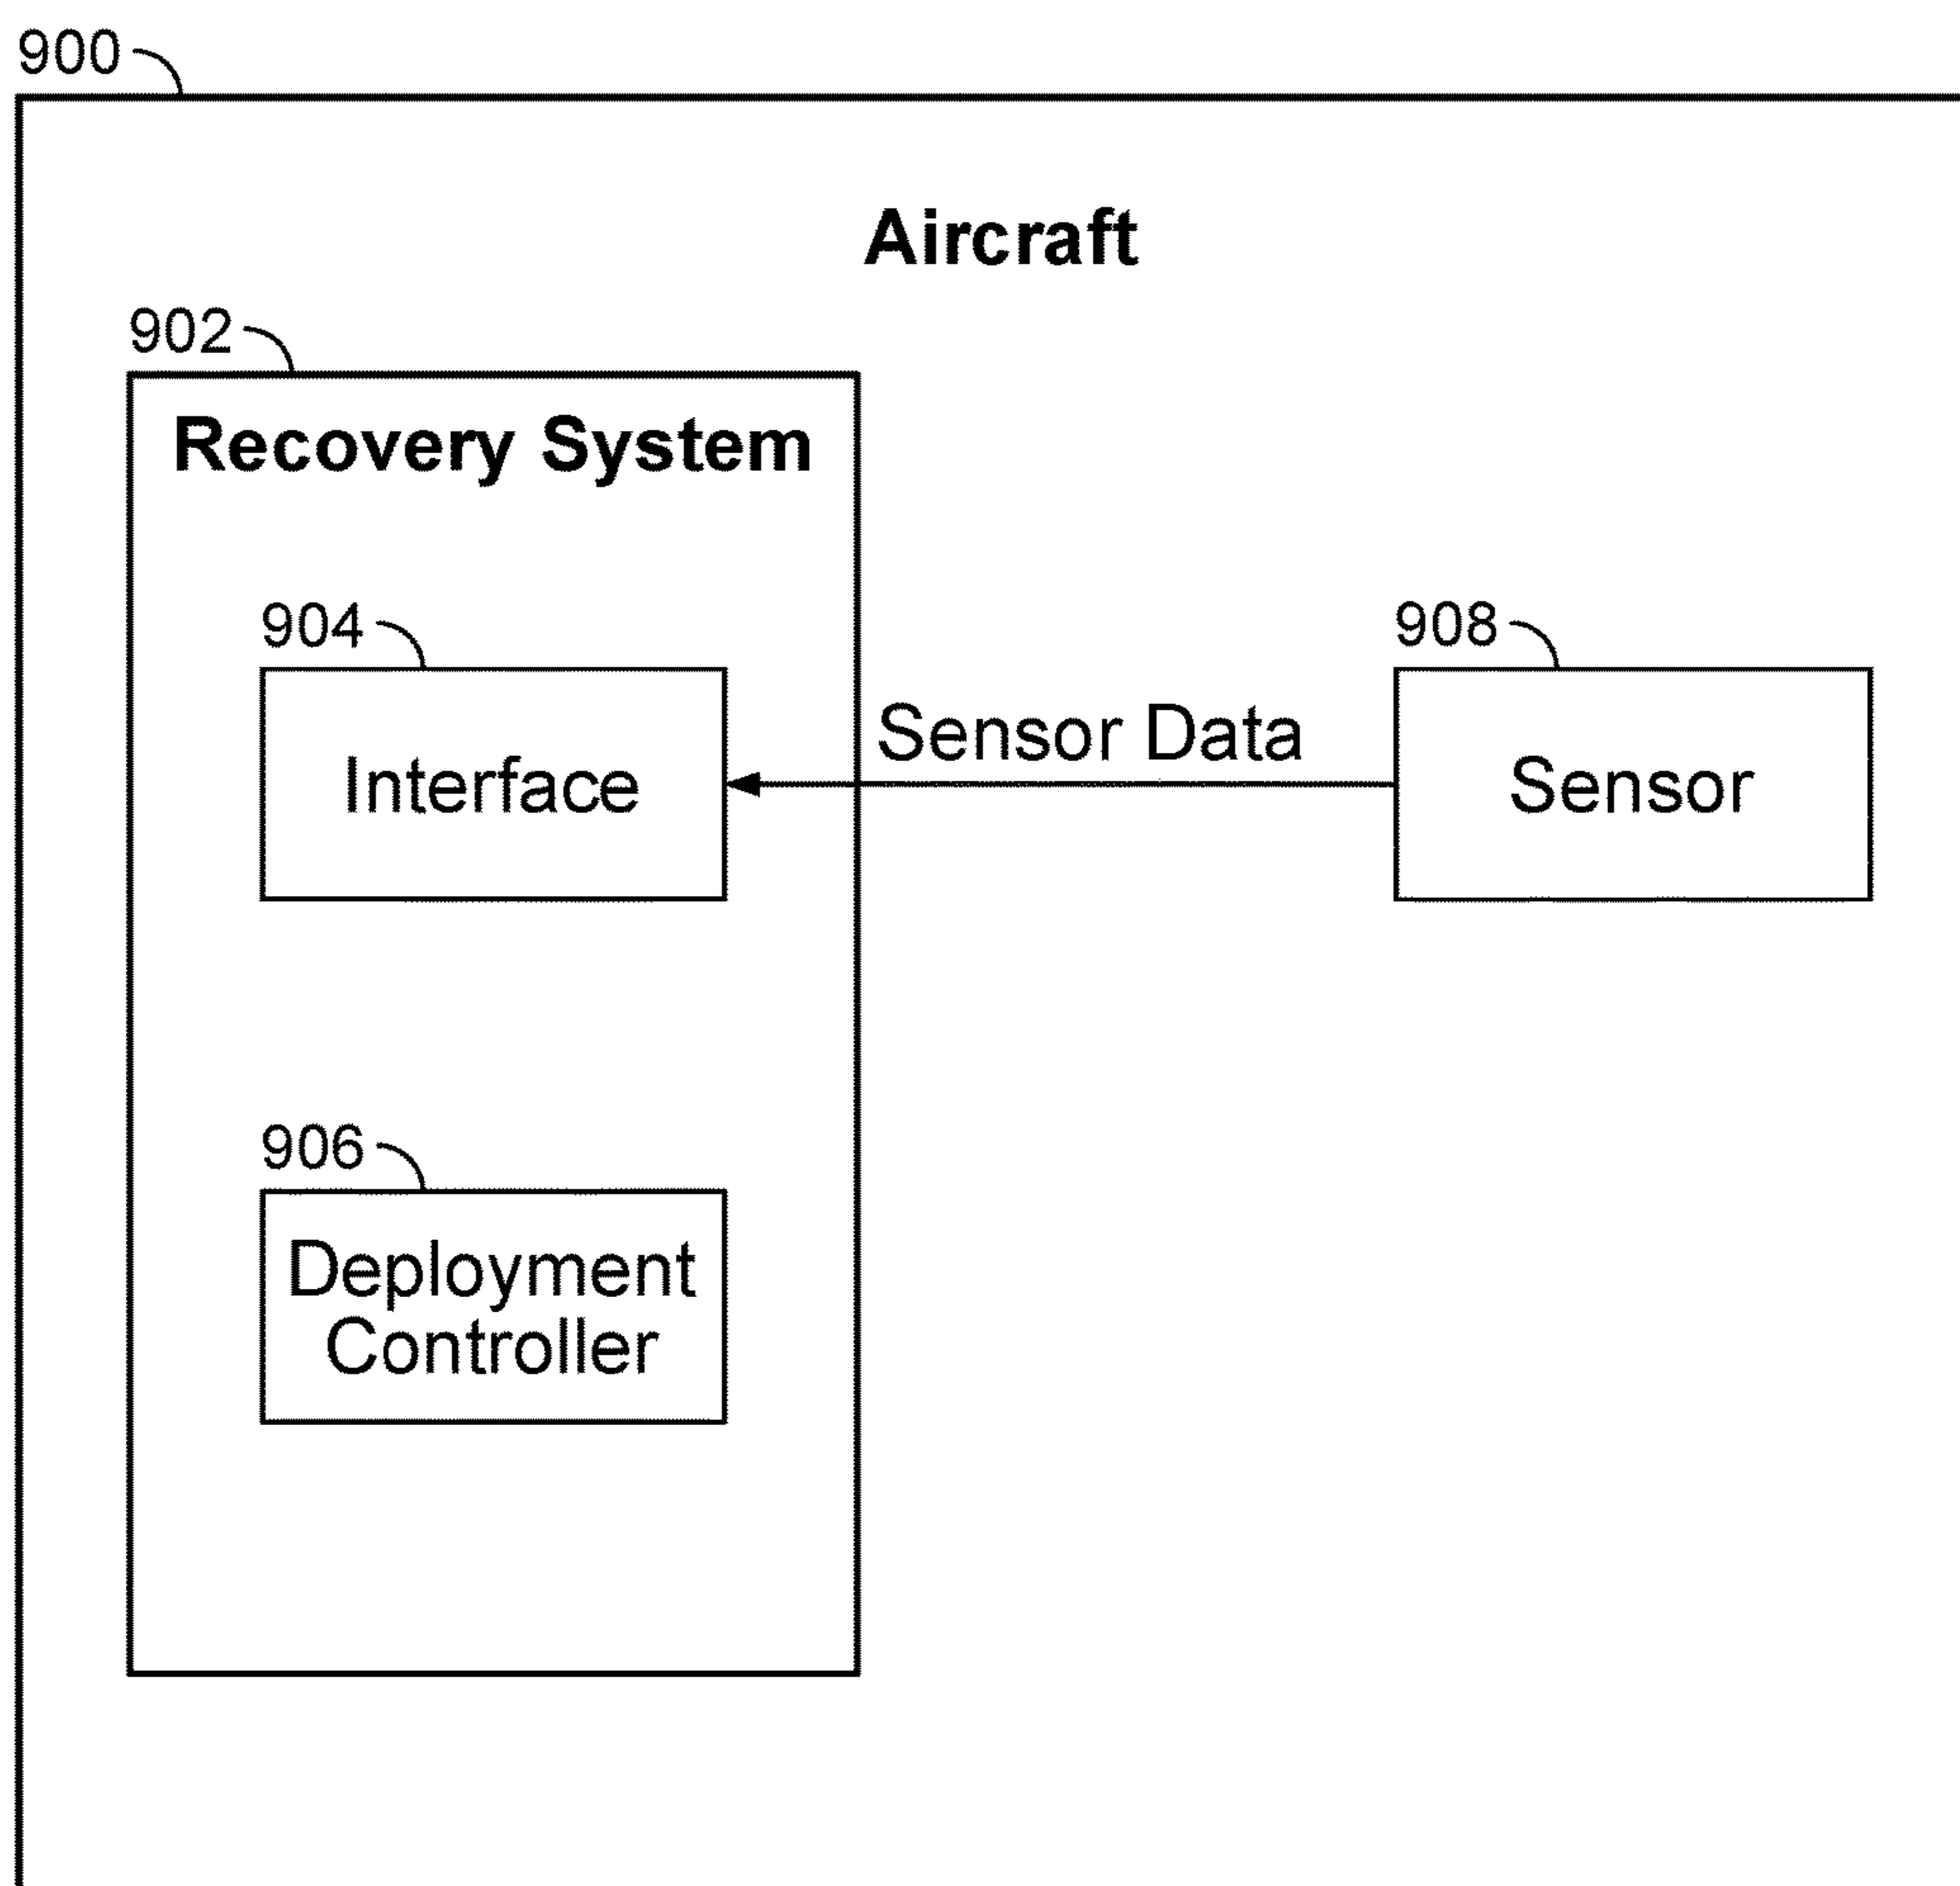 900
Aircraft
902
Recovery System
904
908
Sensor Data
Interface
Sensor
906
Deployment
Controller